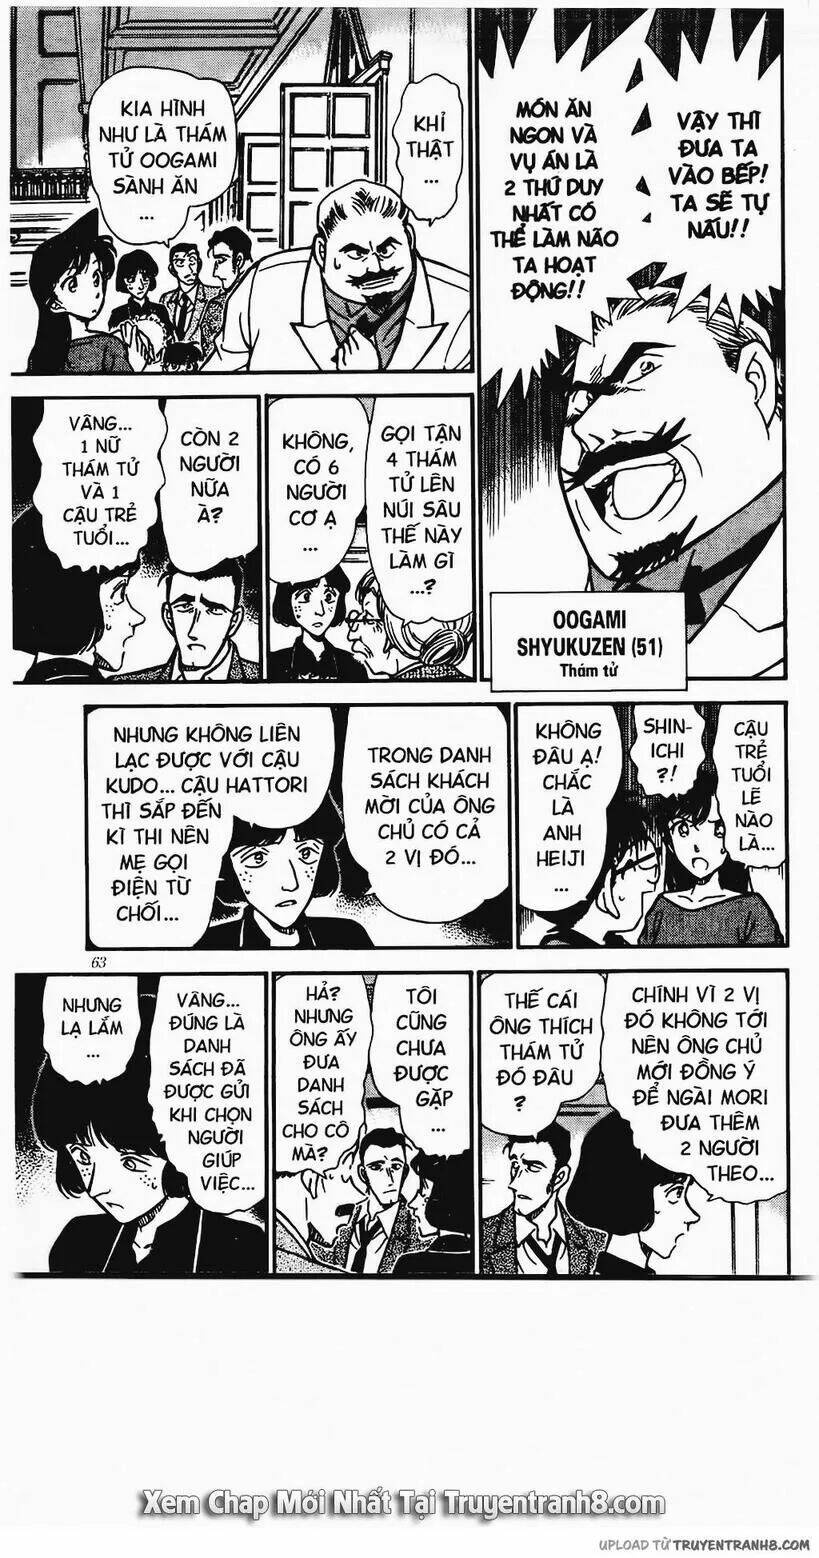 VẬY THÌ
ĐƯA TA
VÀO BẾP!
TA SẼ TỰ
NẤU!!
MÓN ĂN
NGON VÀ
VỤ ÁN LÀ
2 THỨ DUY
NHẤT CÓ
THỂ LÀM NÃO
TA HOẠT
ĐỘNG!!
OOGAMI
SHYUKUZEN (51)
Thám tử
KHỈ
THẬT
...
KIA HÌNH
NHƯ LÀ THÁM
TỬ OOGAMI
SÀNH ĂN
...
GỌI TẬN
4 THÁM
TỬ LÊN
NÚI SÂU
THẾ NÀY
LÀM GÌ
...?
KHÔNG,
CÓ 6
NGƯỜI
CƠ Ạ
...
CÒN 2
NGƯỜI
NỮA
À?
VÂNG...
1 NỮ
THÁM TỬ
VÀ 1
CẬU TRẺ
TUỔI...
CẬU
TRẺ
TUỔI
LẼ
NÀO
LÀ...
SHIN-
ICHI
?!
KHÔNG
ĐÂU Ạ!
CHẮC
LÀ
ANH
HEIJI
...
TRONG DANH
SÁCH KHÁCH
MỜI CỦA ÔNG
CHỦ CÓ CẢ
2 VỊ ĐÓ...
NHƯNG KHÔNG LIÊN
LẠC ĐƯỢC VỚI CẬU
KUDO... CẬU HATTORI
THÌ SẮP ĐẾN
KÌ THI NÊN
MẸ GỌI
ĐIỆN TỪ
CHỐI...
63
CHÍNH VÌ 2 VỊ
ĐÓ KHÔNG TỚI
NÊN ÔNG CHỦ
MỚI ĐỒNG Ý
ĐỂ NGÀI MORI
ĐƯA THÊM
2 NGƯỜI
THEO...
THẾ CÁI
ÔNG THÍCH
THÁM TỬ
ĐÓ ĐÂU
?
TÔI
CŨNG
CHƯA
ĐƯỢC
GẶP
...
HẢ?
NHƯNG
ÔNG ẤY
ĐƯA
DANH
SÁCH
CHO CÔ
MÀ?
VÂNG...
ĐÚNG LÀ
DANH
SÁCH ĐÃ
ĐƯỢC GỬI
KHI CHỌN
NGƯỜI
GIÚP
VIỆC...
NHƯNG
LẠ LẮM
...
Xem Chap Mới Nhất Tại Truyentranh8.com
UPLOAD TỪ TRUYENTRANH8.COM